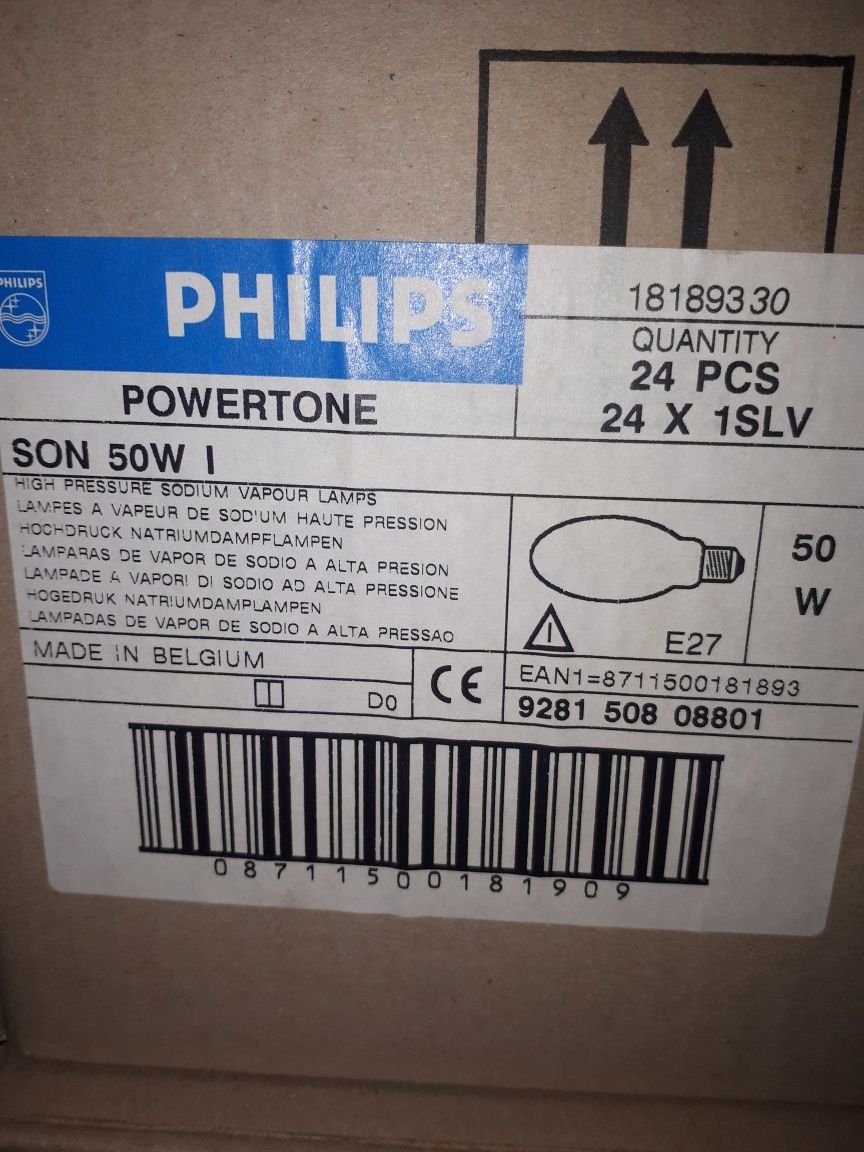 PHILIPS
PHILIPS
18189330
QUANTITY
24 PCS
24 X 1SLV
POWERTONE
SON 50W I
HIGH PRESSURE SODIUM VAPOUR LAMPS
LAMPES A VAPEUR DE SODIUM HAUTE PRESSION
HOCHDRUCK NATRIUMDAMPFLAMPEN
LAMPARAS DE VAPOR DE SODIO A ALTA PRESION
LAMPADE A VAPORI DI SODIO AD ALTA PRESSIONE
HOGEDRUK NATRIUMDAMPLAMPEN
LAMPADAS DE VAPOR DE SODIO A ALTA PRESSAO
E27
50
W
MADE IN BELGIUM
D0
CE
EAN1=8711500181893
9281 508 08801
08711500181909